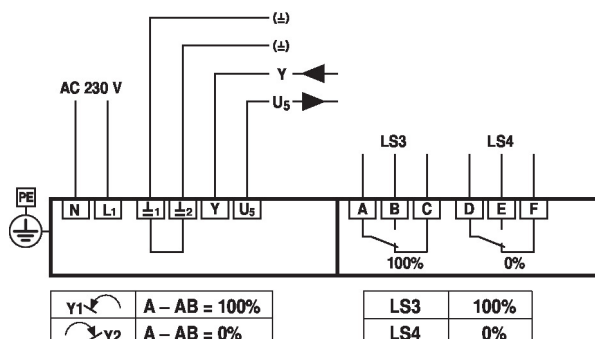 (⊥)
(⊥)
Y
U5
AC 230 V
LS3 LS4
PE
N L1 ⊥1 ⊥2 Y U5 A B C D E F
100% 0%
Y1 A – AB = 100%
Y2 A – AB = 0%
LS3 100%
LS4 0%